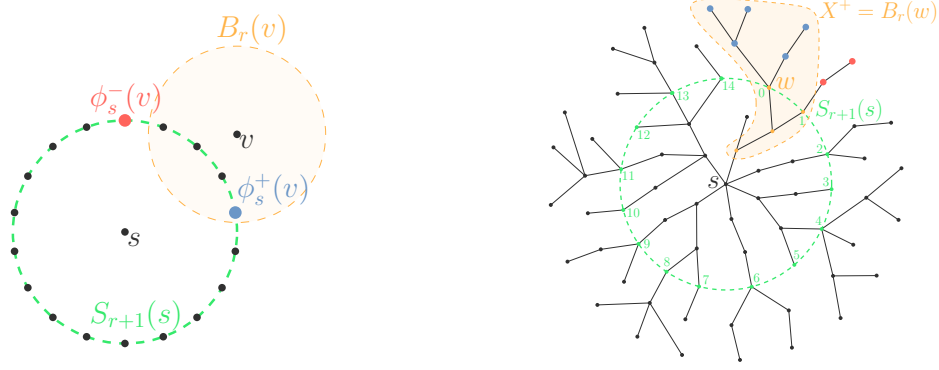 B_r(v)
ϕ_s^-(v)
v
ϕ_s^+(v)
s
S_{r+1}(s)
X^+ = B_r(w)
w
S_{r+1}(s)
s
0
1
2
3
4
5
6
7
8
9
10
11
12
13
14